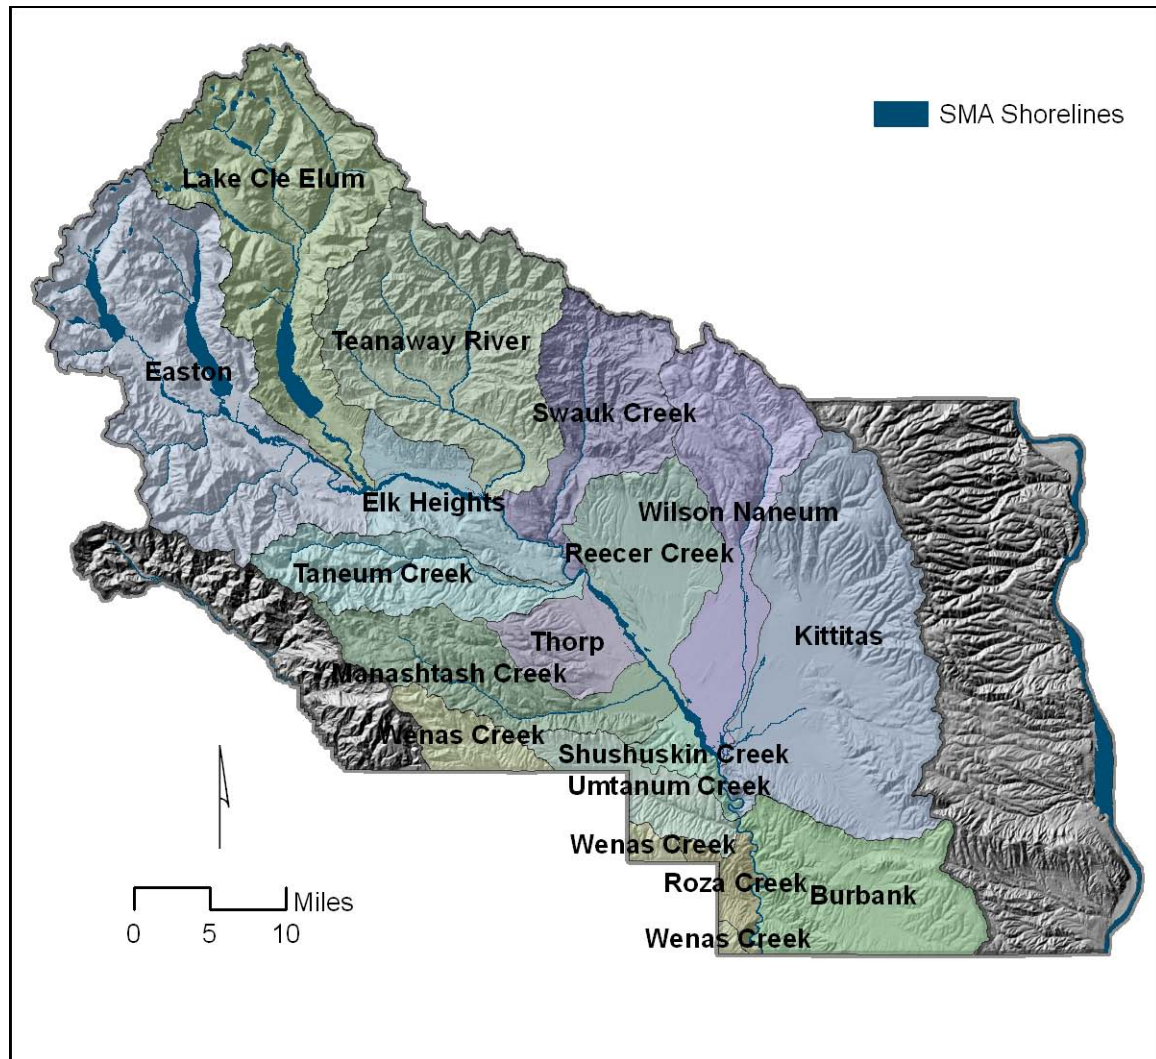 SMA Shorelines
Lake Cle Elum
Teanaway River
Easton
Swauk Creek
Elk Heights
Wilson Naneum
Reecer Creek
Taneum Creek
Thorp
Kittitas
Manashtash Creek
Wenas Creek
Shushuskin Creek
Umtanum Creek
Wenas Creek
Roza Creek
Burbank
Miles
0 5 10
Wenas Creek